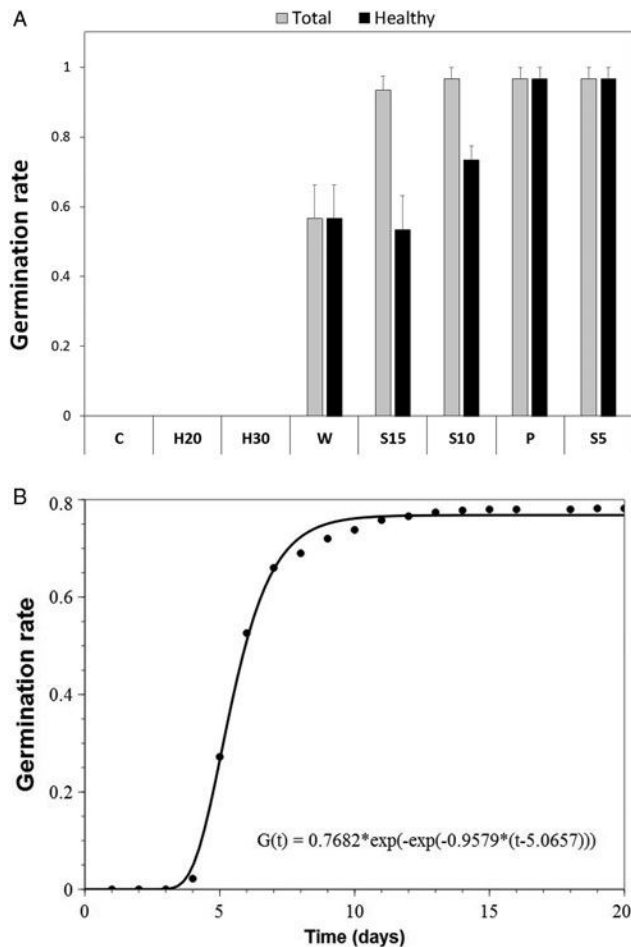 A
Total Healthy
Germination rate
1
0.8
0.6
0.4
0.2
0
C H20 H30 W S15 S10 P S5
B
Germination rate
0.8
0.6
0.4
0.2
0
G(t) = 0.7682*exp(-exp(-0.9579*(t-5.0657)))
0 5 10 15 20
Time (days)